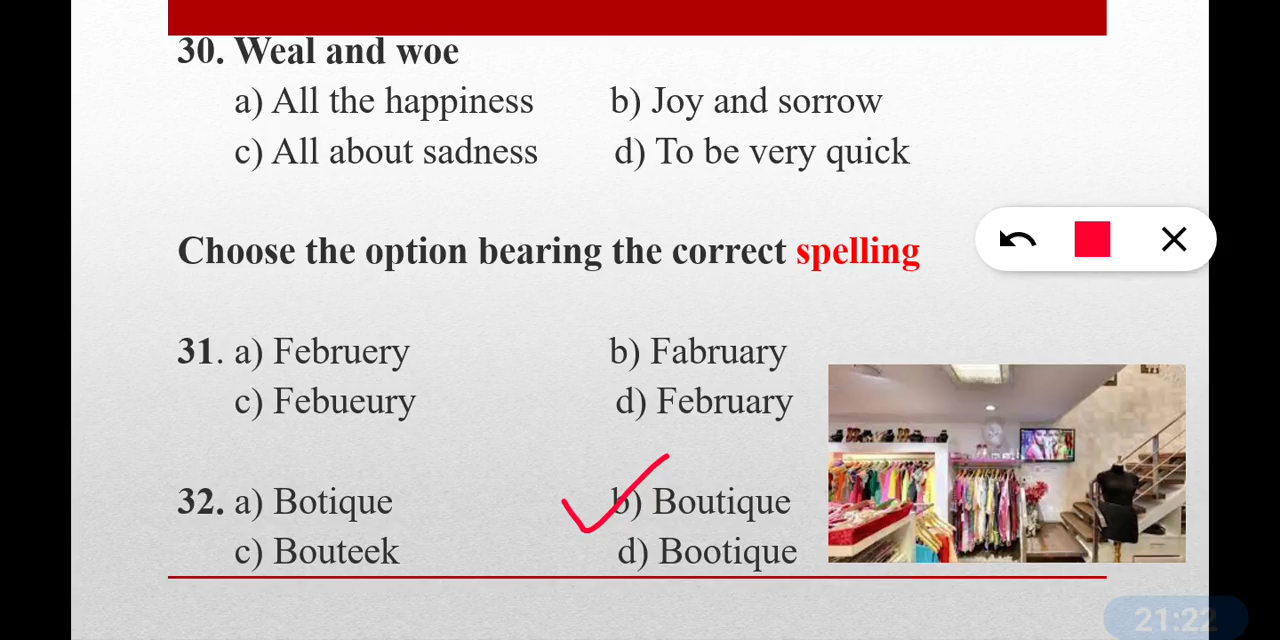 30. Weal and woe
a) All the happiness b) Joy and sorrow
c) All about sadness d) To be very quick
Choose the option bearing the correct spelling
31. a) Februery b) Fabruary
c) Febueury d) February
32. a) Botique b) Boutique
c) Bouteek d) Bootique
21:22